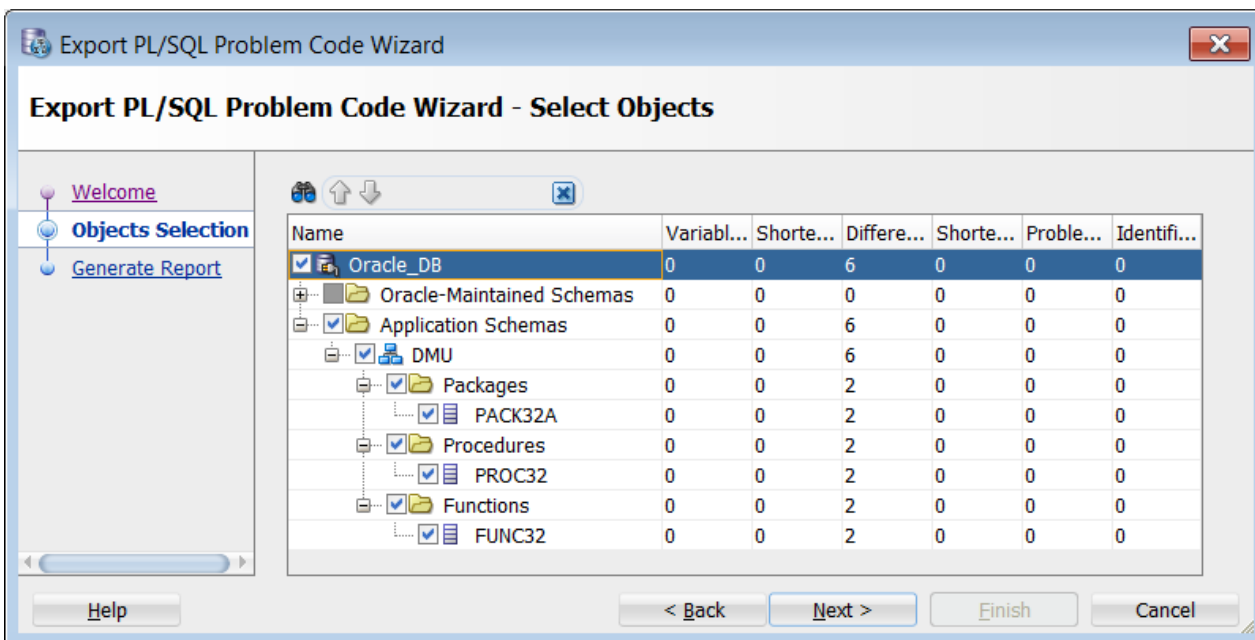 Export PL/SQL Problem Code Wizard
Export PL/SQL Problem Code Wizard - Select Objects
Welcome
Objects Selection
Generate Report
Name Variabl... Shorte... Differe... Shorte... Proble... Identifi...
Oracle_DB 0 0 6 0 0 0
Oracle-Maintained Schemas 0 0 0 0 0 0
Application Schemas 0 0 6 0 0 0
DMU 0 0 6 0 0 0
Packages 0 0 2 0 0 0
PACK32A 0 0 2 0 0 0
Procedures 0 0 2 0 0 0
PROC32 0 0 2 0 0 0
Functions 0 0 2 0 0 0
FUNC32 0 0 2 0 0 0
Help < Back Next > Finish Cancel